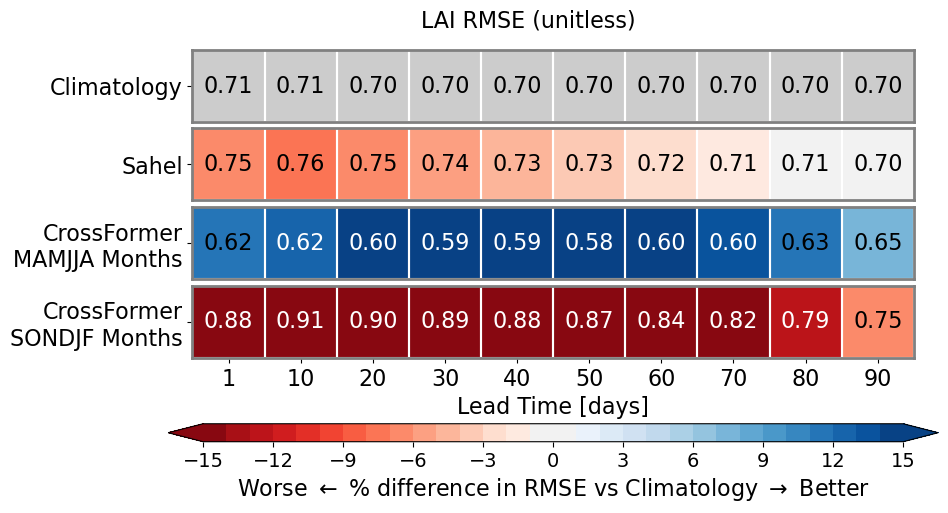 LAI RMSE (unitless)
Climatology 0.71 0.71 0.70 0.70 0.70 0.70 0.70 0.70 0.70 0.70
Sahel 0.75 0.76 0.75 0.74 0.73 0.73 0.72 0.71 0.71 0.70
CrossFormer
MAMJJA Months 0.62 0.62 0.60 0.59 0.59 0.58 0.60 0.60 0.63 0.65
CrossFormer
SONDJF Months 0.88 0.91 0.90 0.89 0.88 0.87 0.84 0.82 0.79 0.75
1 10 20 30 40 50 60 70 80 90
Lead Time [days]
−15 −12 −9 −6 −3 0 3 6 9 12 15
Worse ← % difference in RMSE vs Climatology → Better